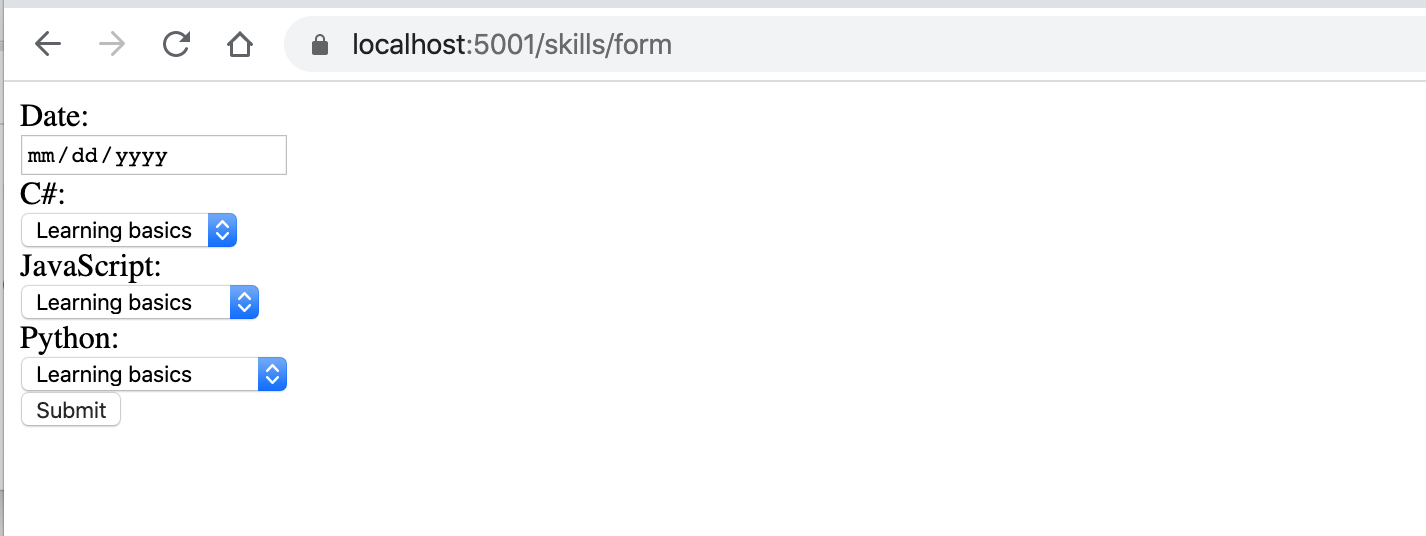 localhost:5001/skills/form
Date:
mm/dd/yyyy
C#:
Learning basics
JavaScript:
Learning basics
Python:
Learning basics
Submit